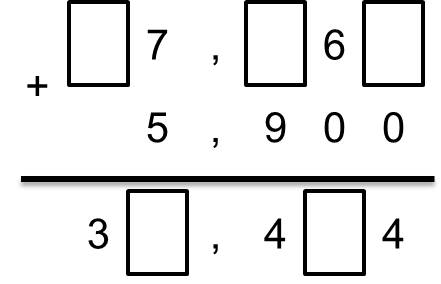 □ 7 , □ 6 □
+ 5 , 9 0 0
3 □ , 4 □ 4